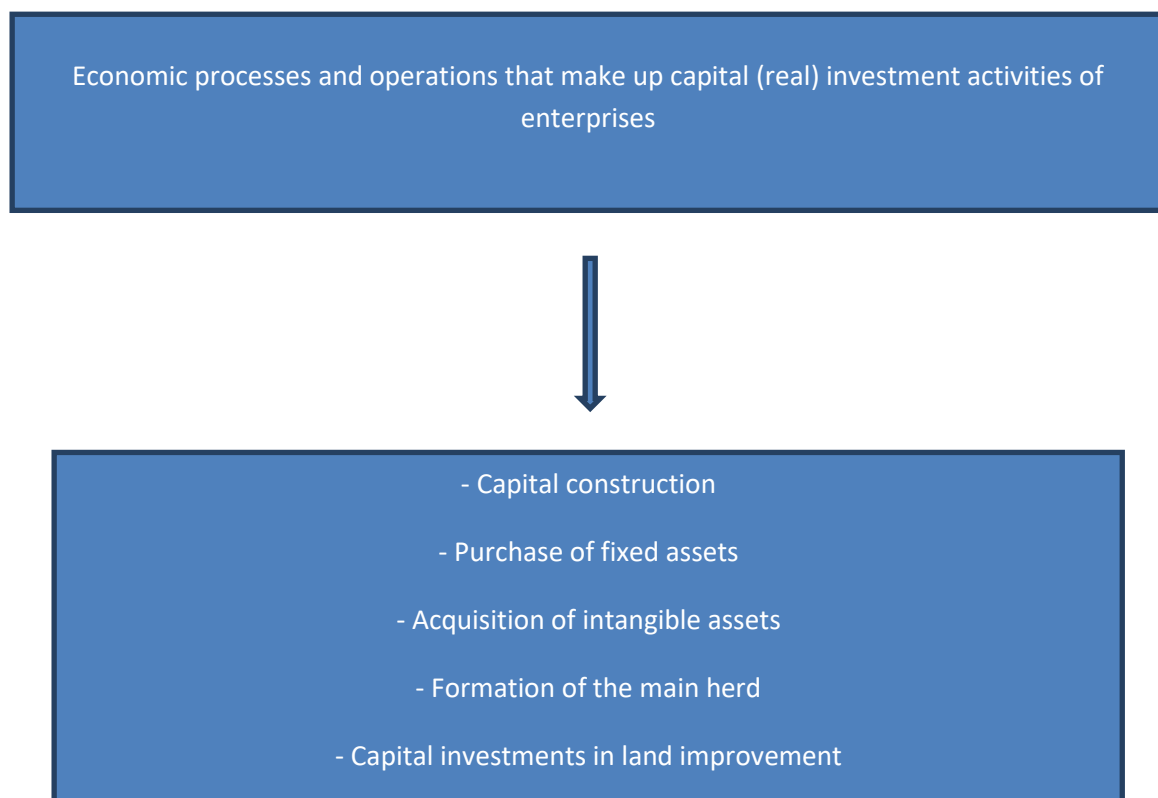 Economic processes and operations that make up capital (real) investment activities of
enterprises
- Capital construction
- Purchase of fixed assets
- Acquisition of intangible assets
- Formation of the main herd
- Capital investments in land improvement